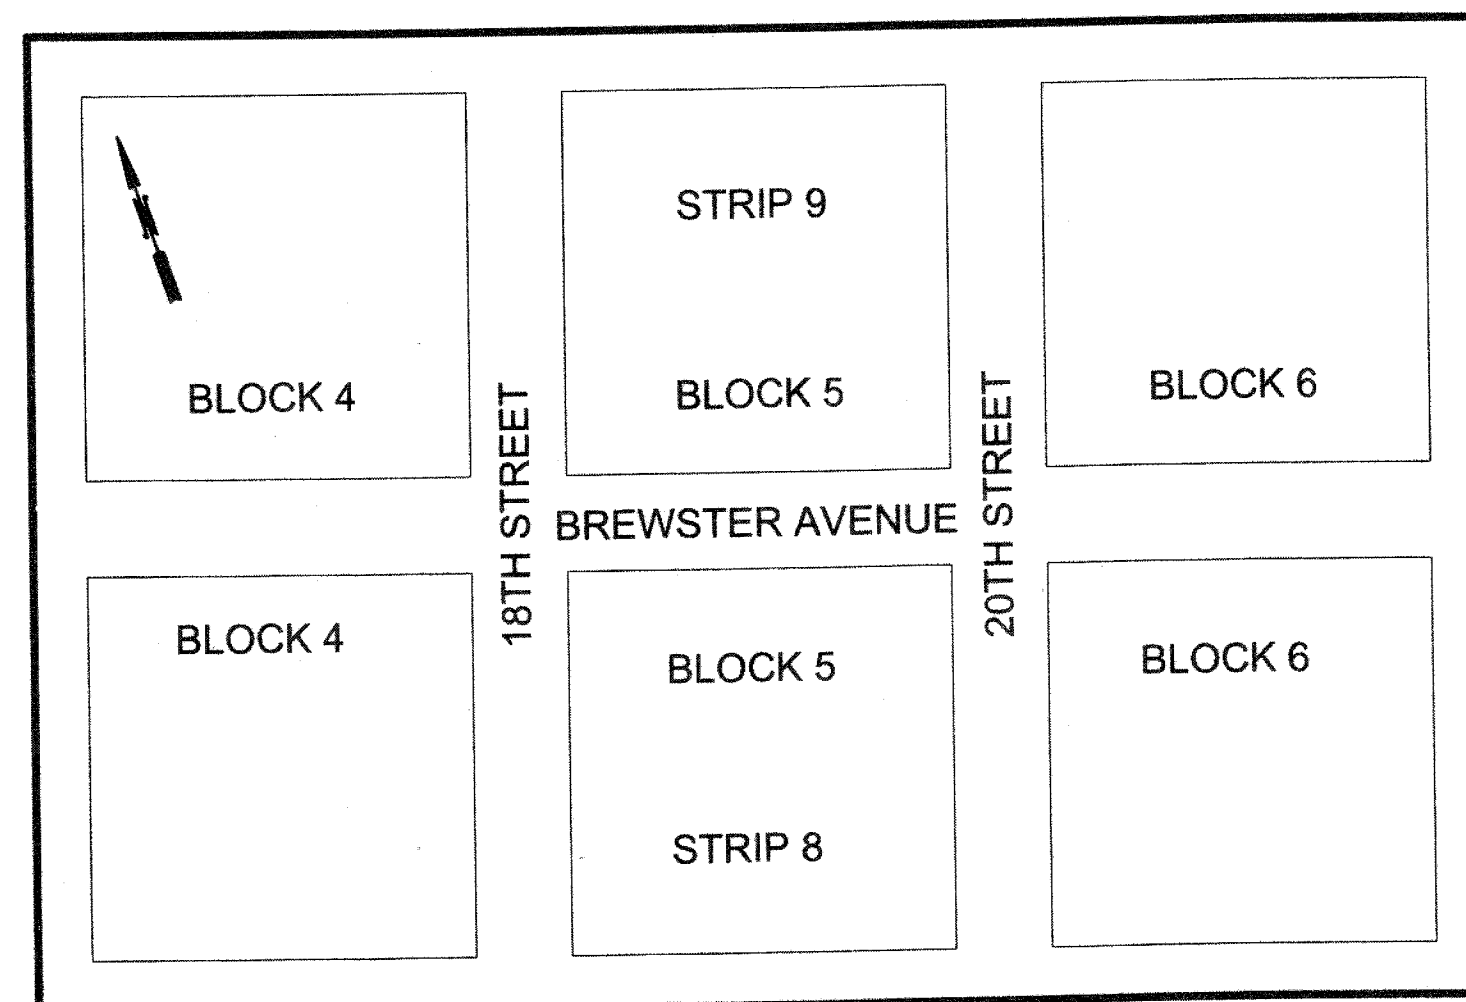 STRIP 9
BLOCK 4
BLOCK 5
BLOCK 6
18TH STREET
BREWSTER AVENUE
20TH STREET
BLOCK 4
BLOCK 5
BLOCK 6
STRIP 8